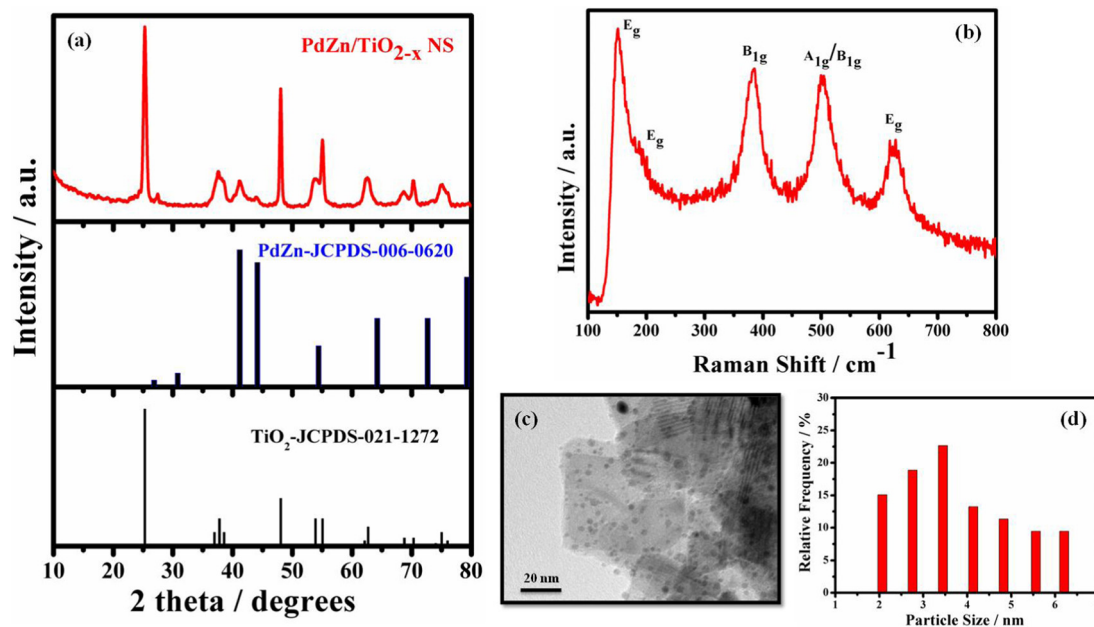 (a)
PdZn/TiO2-x NS
PdZn-JCPDS-006-0620
TiO2-JCPDS-021-1272
Intensity / a.u.
10 20 30 40 50 60 70 80
2 theta / degrees
(b)
Eg
Eg
B1g
A1g/B1g
Eg
Intensity / a.u.
100 200 300 400 500 600 700 800
Raman Shift / cm-1
(c)
20 nm
(d)
Relative Frequency / %
30
25
20
15
10
5
0
1 2 3 4 5 6
Particle Size / nm